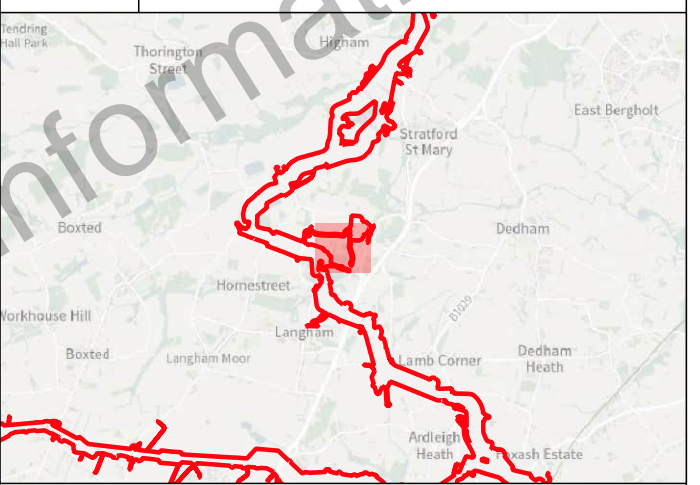 Tendring
Hall Park
Thorington
Street
Higham
East Bergholt
Stratford
St Mary
Informati
Boxted
Dedham
Hornestreet
B1029
Workhouse Hill
Langham
Boxted
Langham Moor
Lamb Corner
Dedham
Heath
Ardleigh
Heath
Foxash Estate